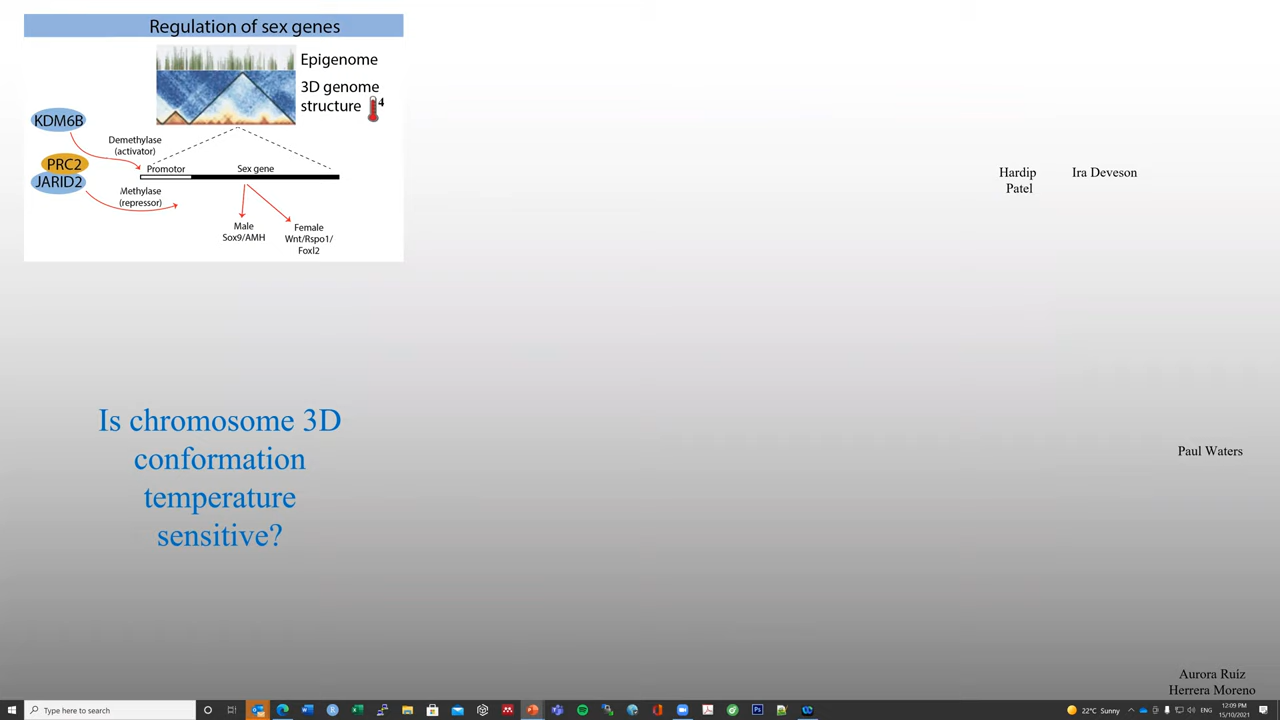 Regulation of sex genes
Epigenome
3D genome
structure
4
KDM6B
Demethylase
(activator)
PRC2
JARID2
Promotor
Sex gene
Methylase
(repressor)
Male
Sox9/AMH
Female
Wnt/Rspo1/
Foxl2
Hardip
Patel
Ira Deveson
Is chromosome 3D
conformation
temperature
sensitive?
Paul Waters
Aurora Ruiz
Herrera Moreno
Type here to search
22°C Sunny
ENG
12:09 PM
15/10/2021